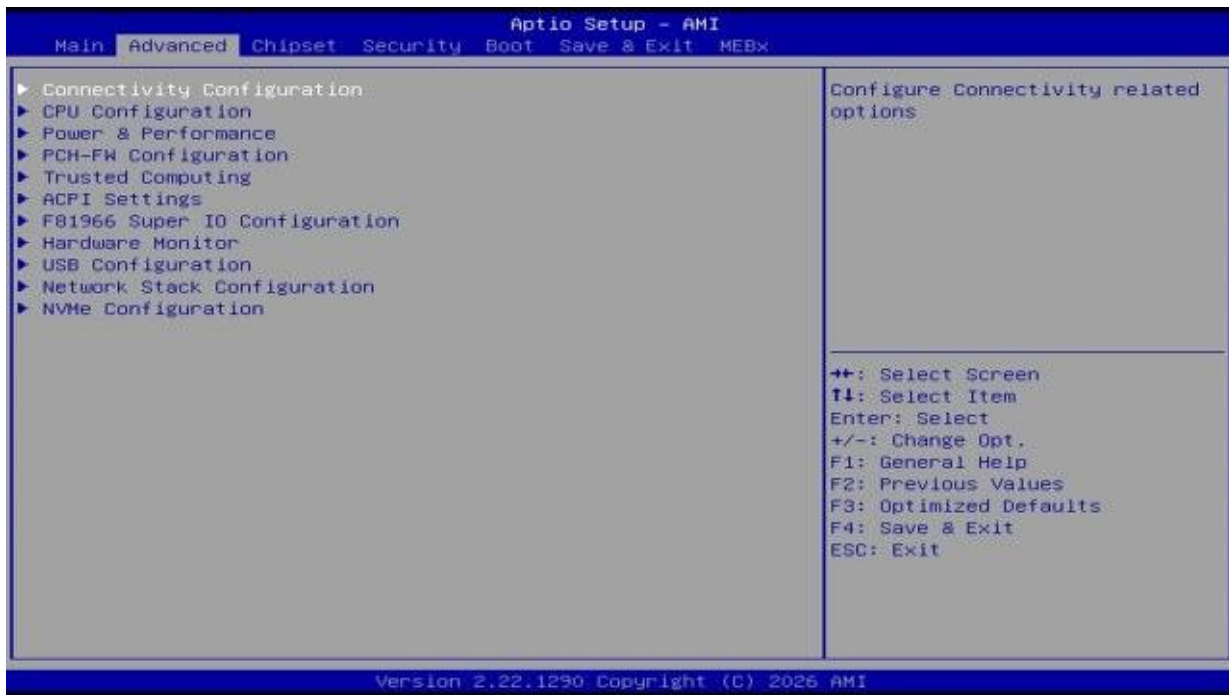 Aptio Setup - AMI
Main Advanced Chipset Security Boot Save & Exit MEBx
Connectivity Configuration
CPU Configuration
Power & Performance
PCH-FW Configuration
Trusted Computing
ACPI Settings
F81966 Super IO Configuration
Hardware Monitor
USB Configuration
Network Stack Configuration
NVMe Configuration
Configure Connectivity related
options
→←: Select Screen
↑↓: Select Item
Enter: Select
+/-: Change Opt.
F1: General Help
F2: Previous Values
F3: Optimized Defaults
F4: Save & Exit
ESC: Exit
Version 2.22.1290 Copyright (C) 2026 AMI